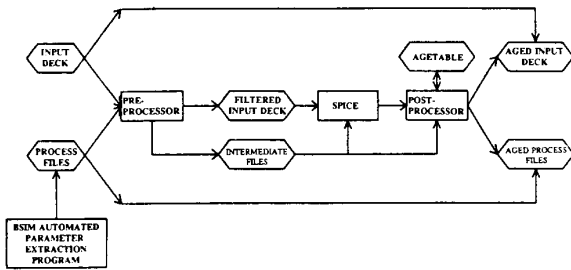 INPUT
DECK
AGETABLE
AGED INPUT
DECK
PRE-
PROCESSOR
FILTERED
INPUT DECK
SPICE
POST-
PROCESSOR
PROCESS
FILES
INTERMEDIATE
FILES
AGED PROCESS
FILES
BSIM AUTOMATED
PARAMETER
EXTRACTION
PROGRAM